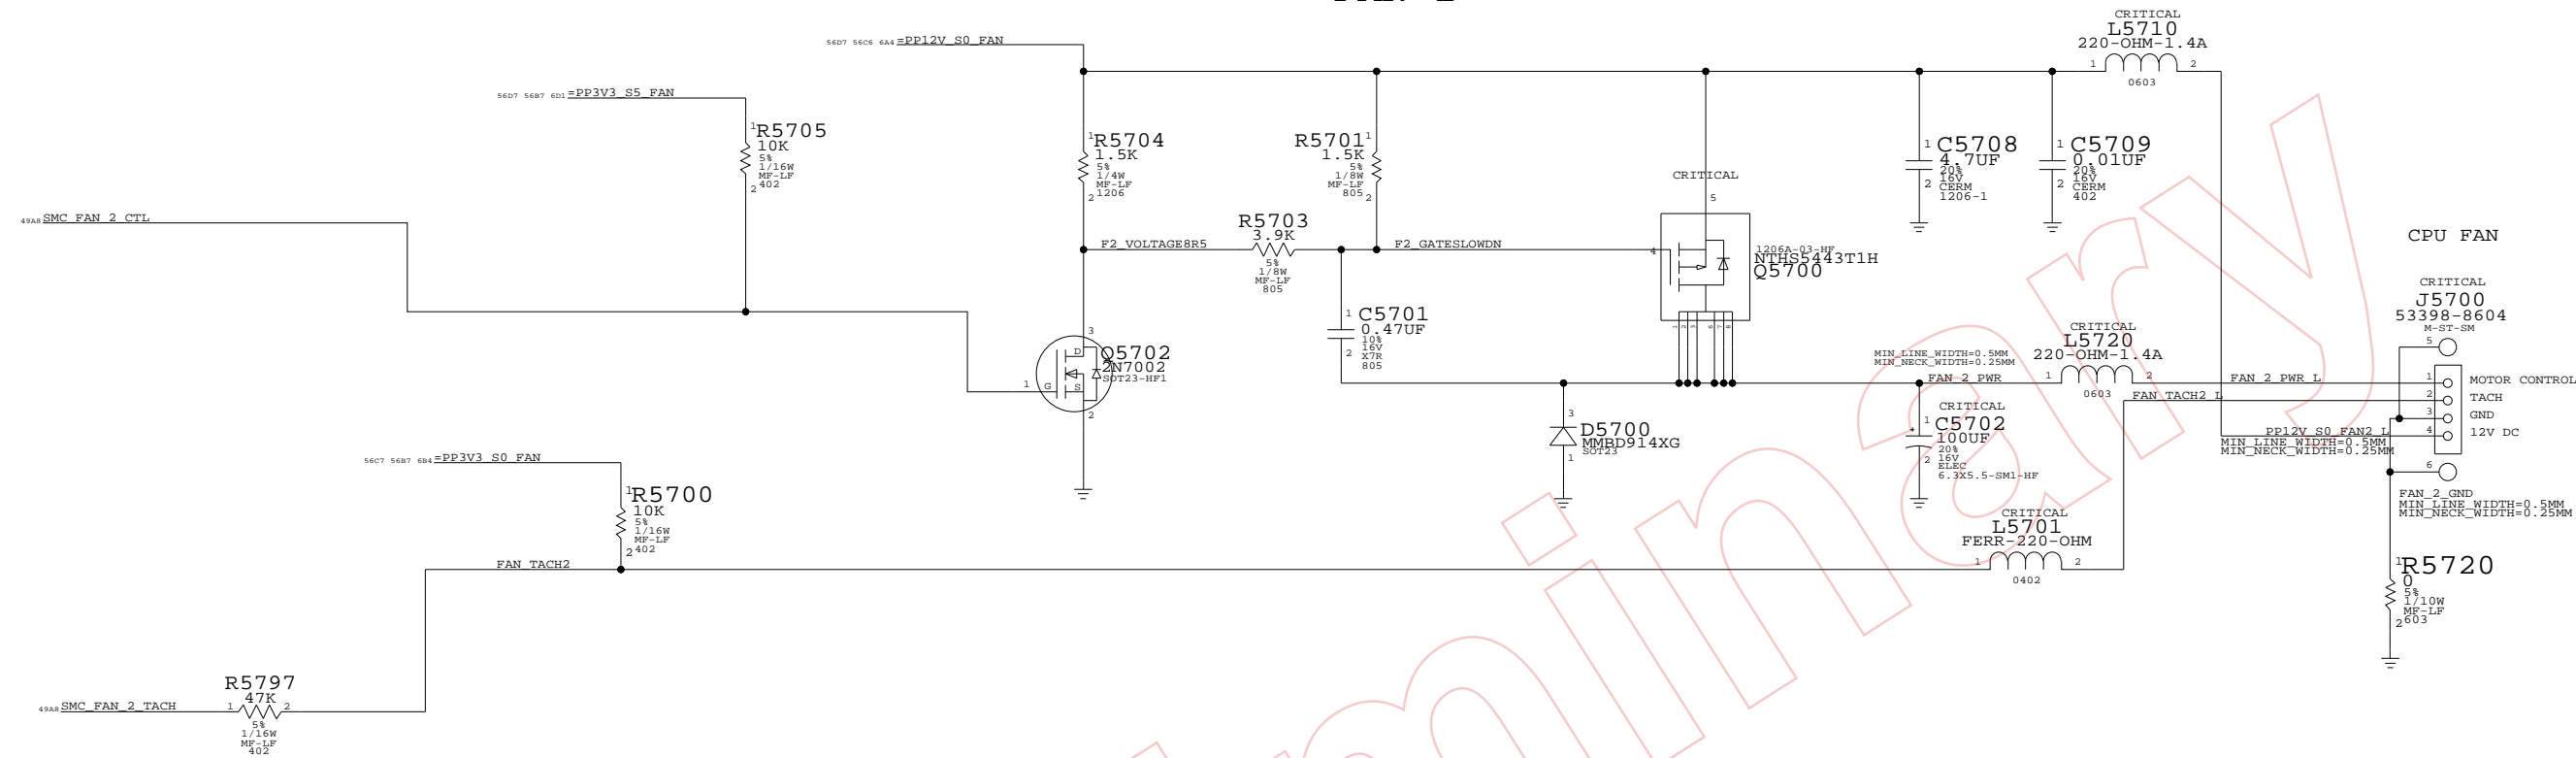 CRITICAL
L5710
220-OHM-1.4A
1 2
0603
56D7 56C6 6A4 =PP12V_S0_FAN
56D7 56B7 6D1 =PP3V3_S5_FAN
1
R5705
10K
5%
1/16W
MF-LF
402
2
1
R5704
1.5K
5%
1/4W
MF-LF
1206
2
R5701
1
1.5K
5%
1/8W
MF-LF
805
2
CRITICAL
5
1
C5708
4.7UF
20%
16V
CERM
1206-1
2
1
C5709
0.01UF
20%
16V
CERM
402
2
49A8 SMC_FAN_2_CTL
F2_VOLTAGE8R5
R5703
3.9K
5%
1/8W
MF-LF
805
F2_GATESLOWDN
4
1206A-03-HF
NTHS5443T1H
Q5700
1 2 3 6 7 8
1
C5701
0.47UF
10%
16V
X7R
805
2
3
D
Q5702
2N7002
SOT23-HF1
1 G S
2
CPU FAN
CRITICAL
J5700
53398-8604
M-ST-SM
5
1 MOTOR CONTROL
2 TACH
3 GND
4 12V DC
6
MIN_LINE_WIDTH=0.5MM
MIN_NECK_WIDTH=0.25MM
FAN_2_PWR
CRITICAL
L5720
220-OHM-1.4A
1 2
0603
FAN_2_PWR_L
FAN_TACH2_L
PP12V_S0_FAN2_L
MIN_LINE_WIDTH=0.5MM
MIN_NECK_WIDTH=0.25MM
3
D5700
MMBD914XG
SOT23
1
CRITICAL
1
+
C5702
100UF
20%
16V
ELEC
6.3X5.5-SM1-HF
2
FAN_2_GND
MIN_LINE_WIDTH=0.5MM
MIN_NECK_WIDTH=0.25MM
56C7 56B7 6B4 =PP3V3_S0_FAN
1
R5700
10K
5%
1/16W
MF-LF
402
2
FAN_TACH2
CRITICAL
L5701
FERR-220-OHM
1 2
0402
1
R5720
0
5%
1/10W
MF-LF
603
2
49A8 SMC_FAN_2_TACH
R5797
47K
1 2
5%
1/16W
MF-LF
402